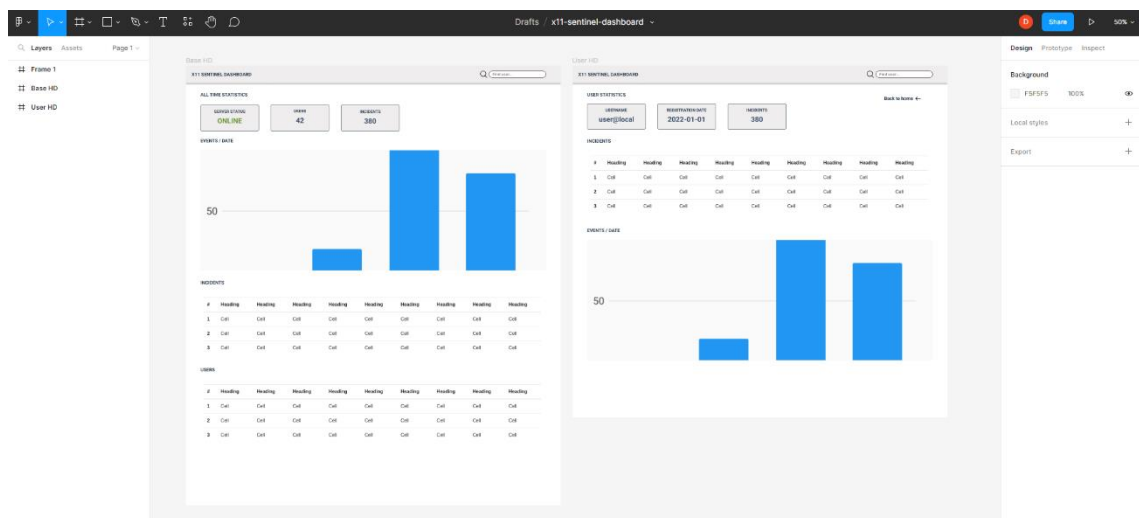 Drafts / x11-sentinel-dashboard
D
Share
50%
Layers Assets Page 1
Frame 1
Base HD
User HD
Base HD
X11 SENTINEL DASHBOARD
ALL TIME STATISTICS
SERVER STATUS
ONLINE
USERS
42
INCIDENTS
380
EVENTS / DATE
50
INCIDENTS
# Heading Heading Heading Heading Heading Heading Heading Heading Heading
1 Cell Cell Cell Cell Cell Cell Cell Cell Cell
2 Cell Cell Cell Cell Cell Cell Cell Cell Cell
3 Cell Cell Cell Cell Cell Cell Cell Cell Cell
USERS
# Heading Heading Heading Heading Heading Heading Heading Heading Heading
1 Cell Cell Cell Cell Cell Cell Cell Cell Cell
2 Cell Cell Cell Cell Cell Cell Cell Cell Cell
3 Cell Cell Cell Cell Cell Cell Cell Cell Cell
User HD
X11 SENTINEL DASHBOARD
USER STATISTICS
Back to home ←
USERNAME
user@local
REGISTRATION DATE
2022-01-01
INCIDENTS
380
INCIDENTS
# Heading Heading Heading Heading Heading Heading Heading Heading Heading
1 Cell Cell Cell Cell Cell Cell Cell Cell Cell
2 Cell Cell Cell Cell Cell Cell Cell Cell Cell
3 Cell Cell Cell Cell Cell Cell Cell Cell Cell
EVENTS / DATE
50
Design Prototype Inspect
Background
F5F5F5 100%
Local styles
Export